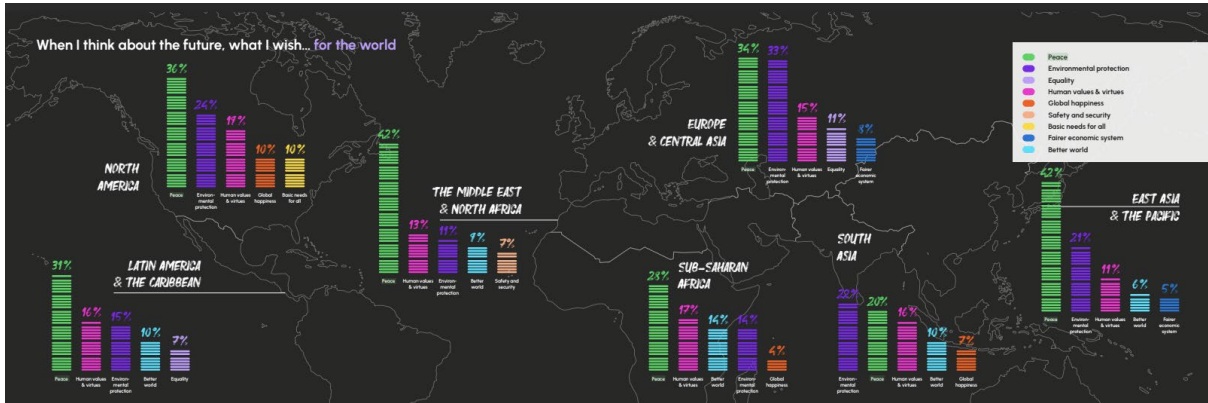 When I think about the future, what I wish... for the world
Peace
Environmental protection
Equality
Human values & virtues
Global happiness
Safety and security
Basic needs for all
Fairer economic system
Better world
NORTH
AMERICA
36%
24%
17%
10%
10%
Peace
Environ-
mental
protection
Human values
& virtues
Global
happiness
Basic needs
for all
THE MIDDLE EAST
& NORTH AFRICA
42%
13%
11%
9%
7%
Peace
Human values
& virtues
Environ-
mental
protection
Better
world
Safety and
security
EUROPE
& CENTRAL ASIA
34%
33%
15%
11%
8%
Peace
Environ-
mental
protection
Human values
& virtues
Equality
Fairer
economic
system
EAST ASIA
& THE PACIFIC
42%
21%
11%
6%
5%
Peace
Environ-
mental
protection
Human values
& virtues
Better
world
Fairer
economic
system
LATIN AMERICA
& THE CARIBBEAN
31%
16%
15%
10%
7%
Peace
Human values
& virtues
Environ-
mental
protection
Better
world
Equality
SUB-SAHARAN
AFRICA
28%
17%
14%
14%
4%
Peace
Human values
& virtues
Better
world
Environ-
mental
protection
Global
happiness
SOUTH
ASIA
22%
20%
16%
10%
7%
Environ-
mental
protection
Peace
Human values
& virtues
Better
world
Global
happiness